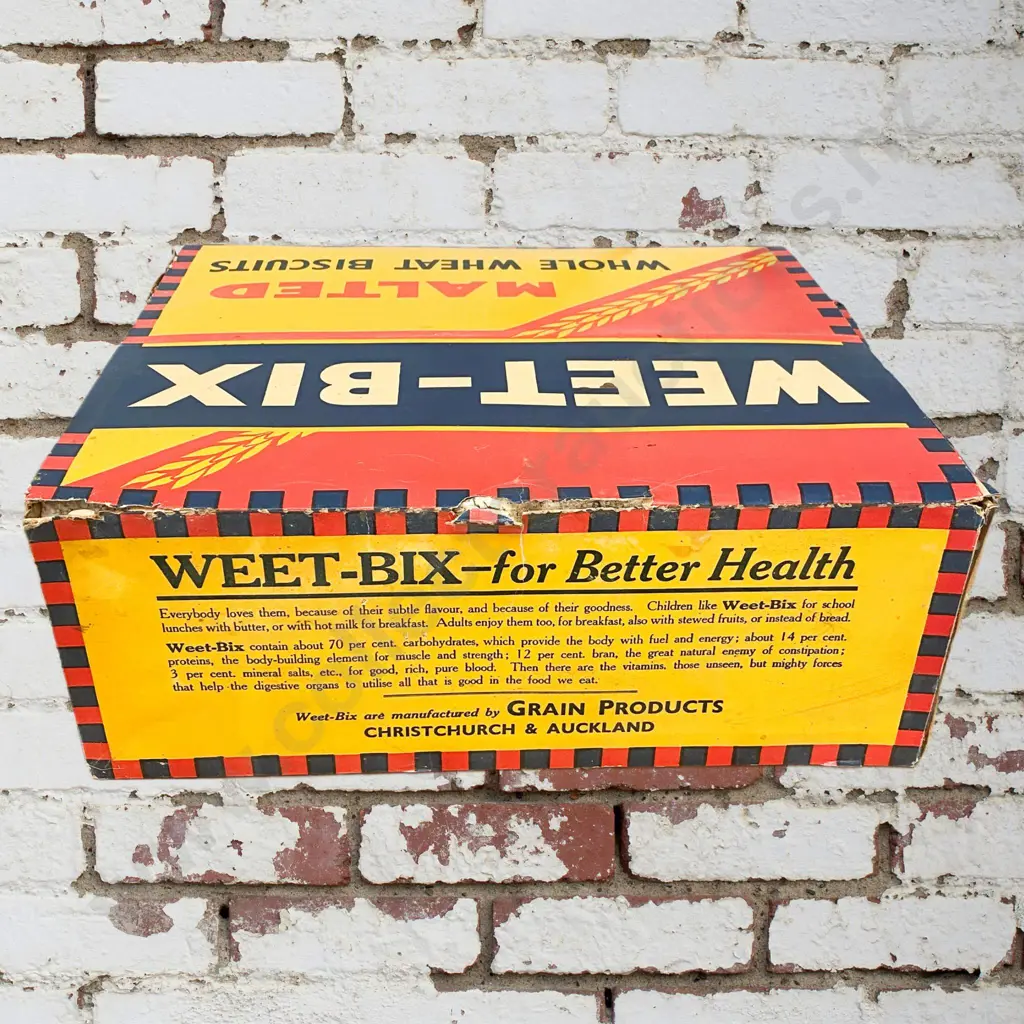 WHOLE WHEAT BISCUITS
MALTED
WEET-BIX
WEET-BIX—for Better Health
Everybody loves them, because of their subtle flavour, and because of their goodness. Children like Weet-Bix for school
lunches with butter, or with hot milk for breakfast. Adults enjoy them too, for breakfast, also with stewed fruits, or instead of bread.
Weet-Bix contain about 70 per cent. carbohydrates, which provide the body with fuel and energy; about 14 per cent.
proteins, the body-building element for muscle and strength; 12 per cent. bran, the great natural enemy of constipation;
3 per cent. mineral salts, etc., for good, rich, pure blood. Then there are the vitamins, those unseen, but mighty forces
that help the digestive organs to utilise all that is good in the food we eat.
Weet-Bix are manufactured by GRAIN PRODUCTS
CHRISTCHURCH & AUCKLAND